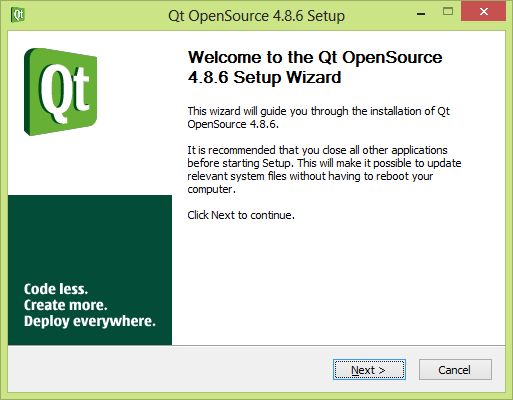 Qt OpenSource 4.8.6 Setup
Qt
Welcome to the Qt OpenSource
4.8.6 Setup Wizard
This wizard will guide you through the installation of Qt
OpenSource 4.8.6.
It is recommended that you close all other applications
before starting Setup. This will make it possible to update
relevant system files without having to reboot your
computer.
Click Next to continue.
Code less.
Create more.
Deploy everywhere.
Next >
Cancel